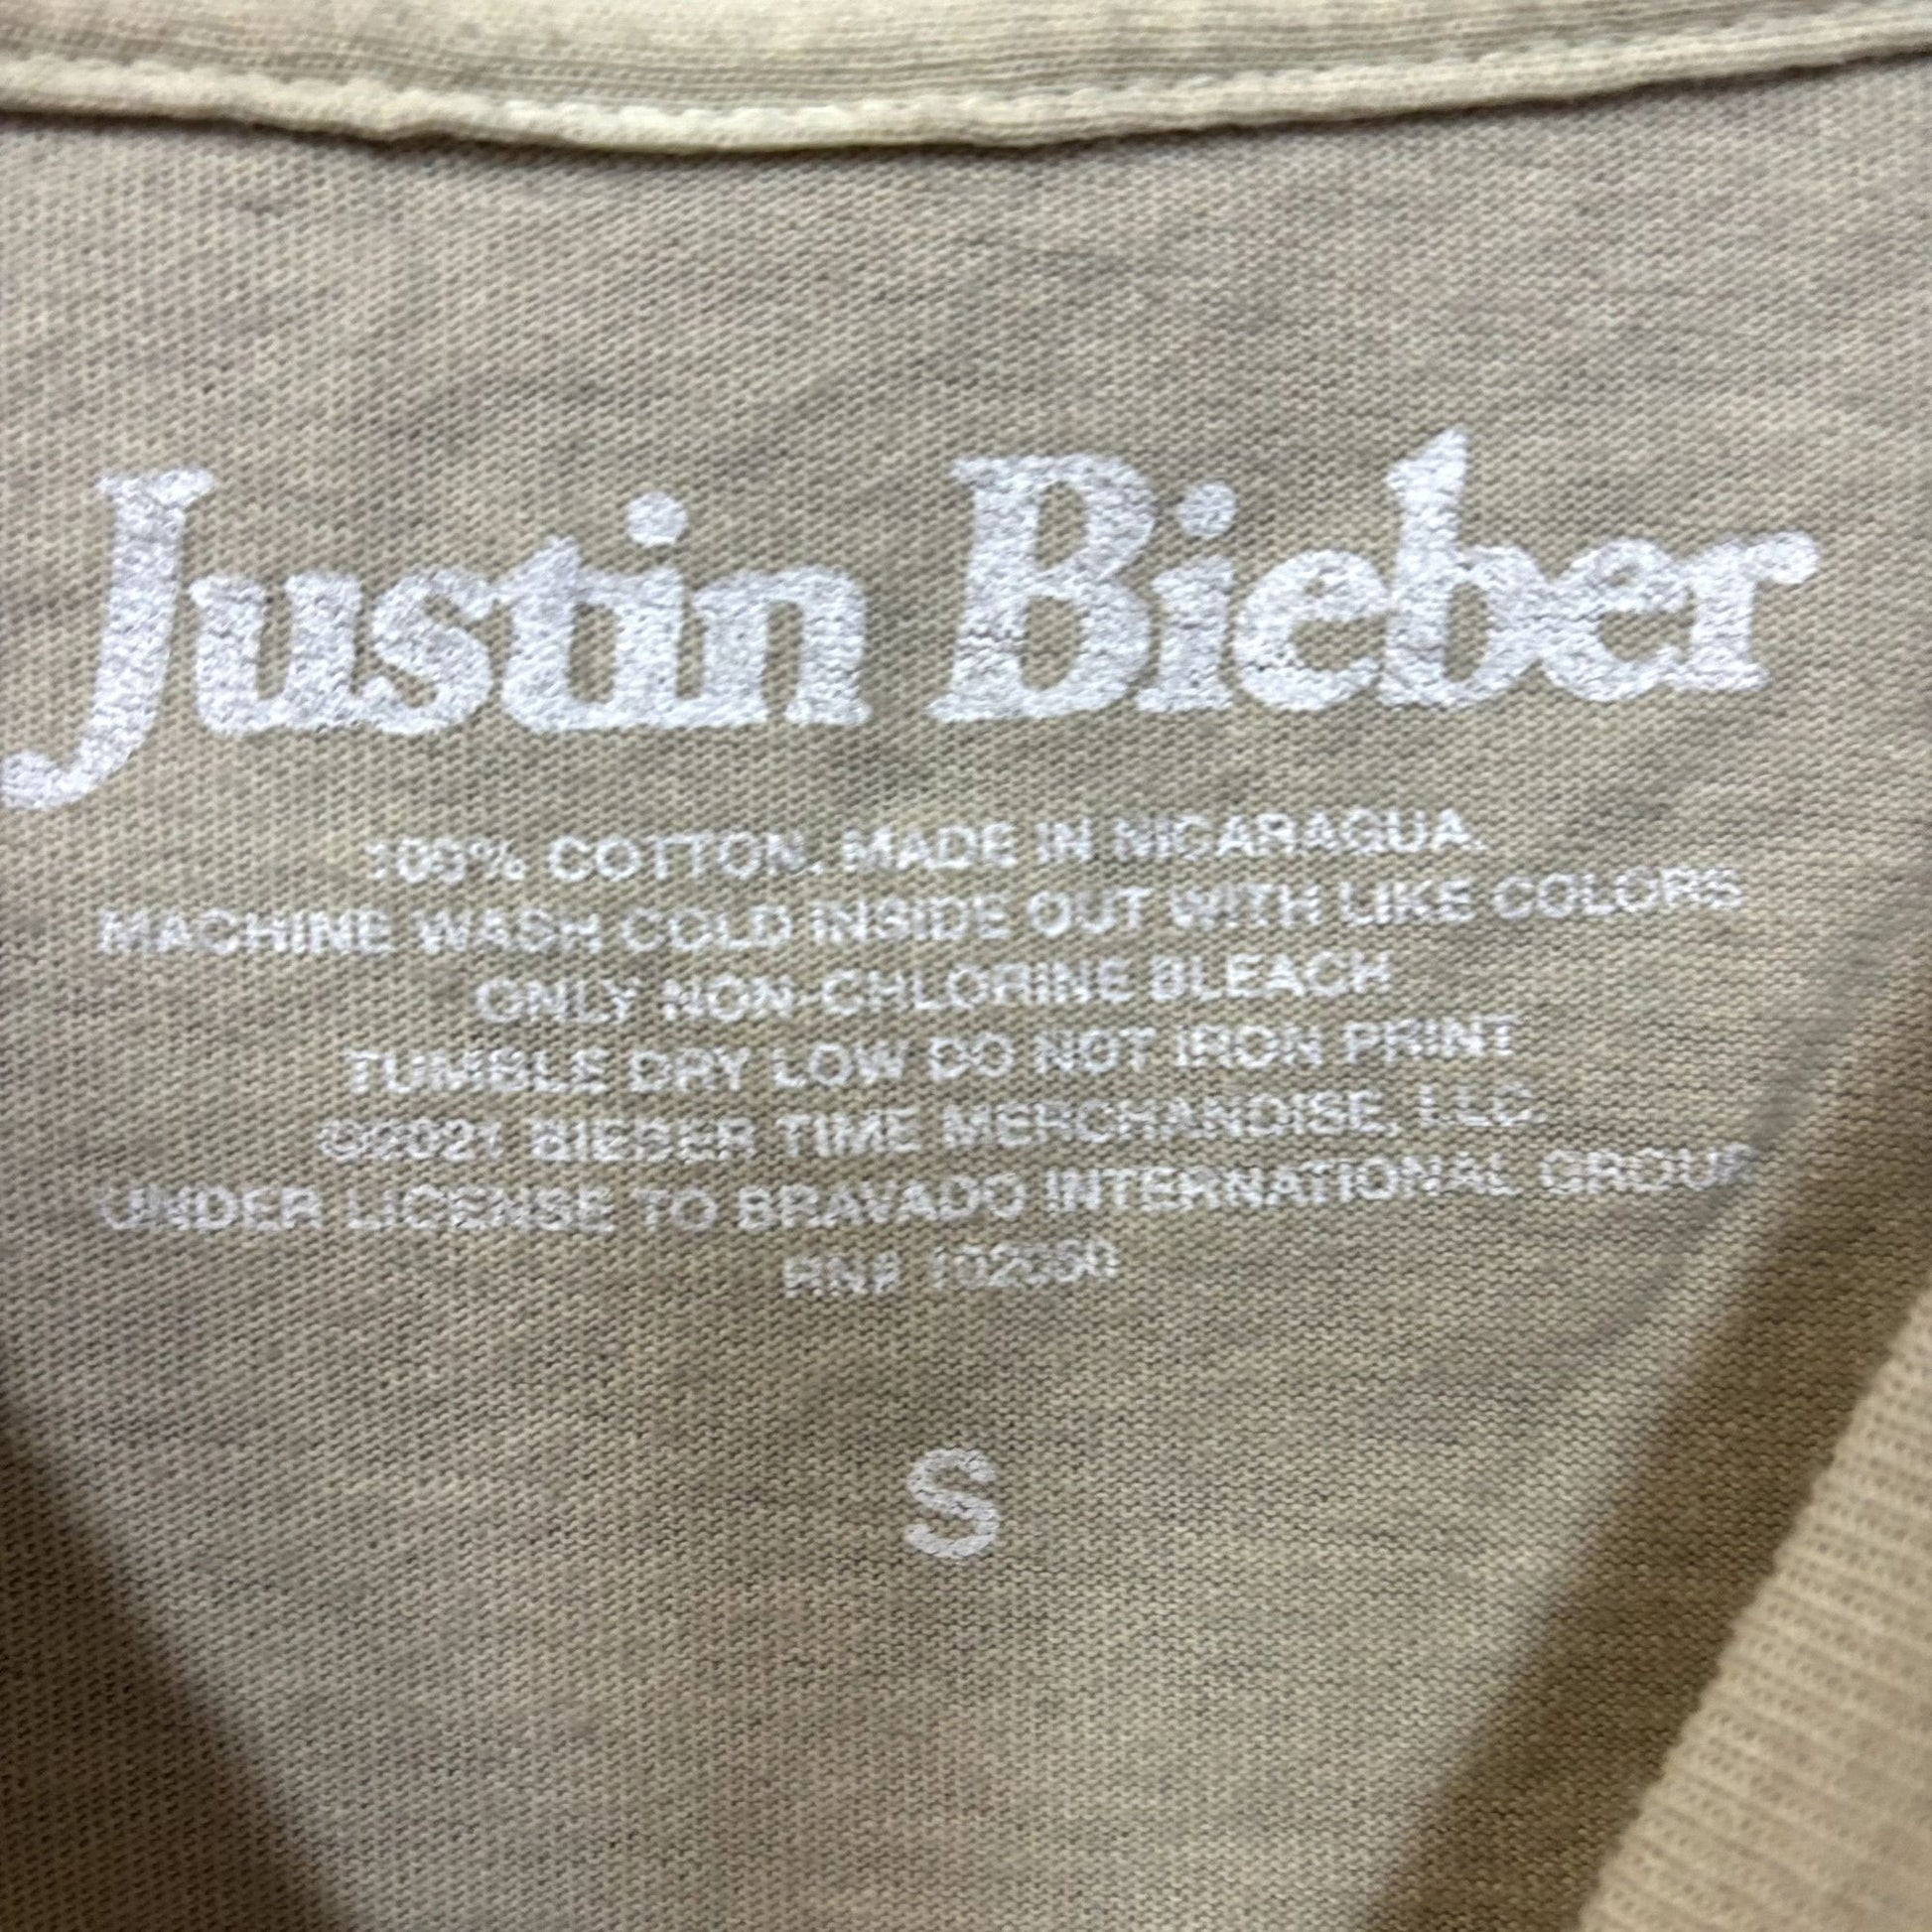 Justin Bieber
100% COTTON. MADE IN NICARAGUA.
MACHINE WASH COLD INSIDE OUT WITH LIKE COLORS
ONLY NON-CHLORINE BLEACH
TUMBLE DRY LOW DO NOT IRON PRINT
©2021 BIEBER TIME MERCHANDISE, LLC.
UNDER LICENSE TO BRAVADO INTERNATIONAL GROUP
RN#
S